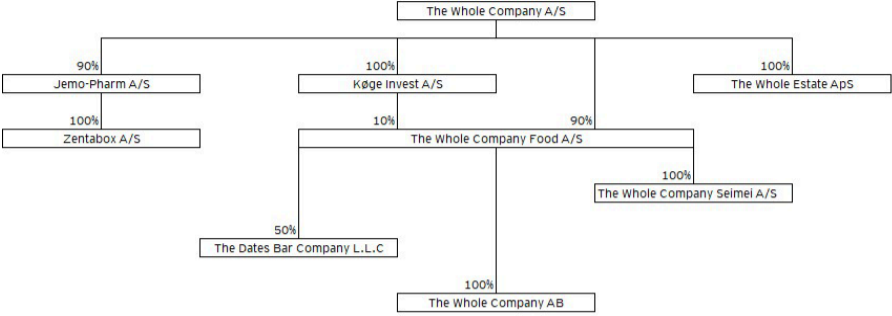 The Whole Company A/S
90%
100%
100%
Jemo-Pharm A/S
Køge Invest A/S
The Whole Estate ApS
100%
10%
90%
Zentabox A/S
The Whole Company Food A/S
100%
The Whole Company Seimei A/S
50%
The Dates Bar Company L.L.C
100%
The Whole Company AB